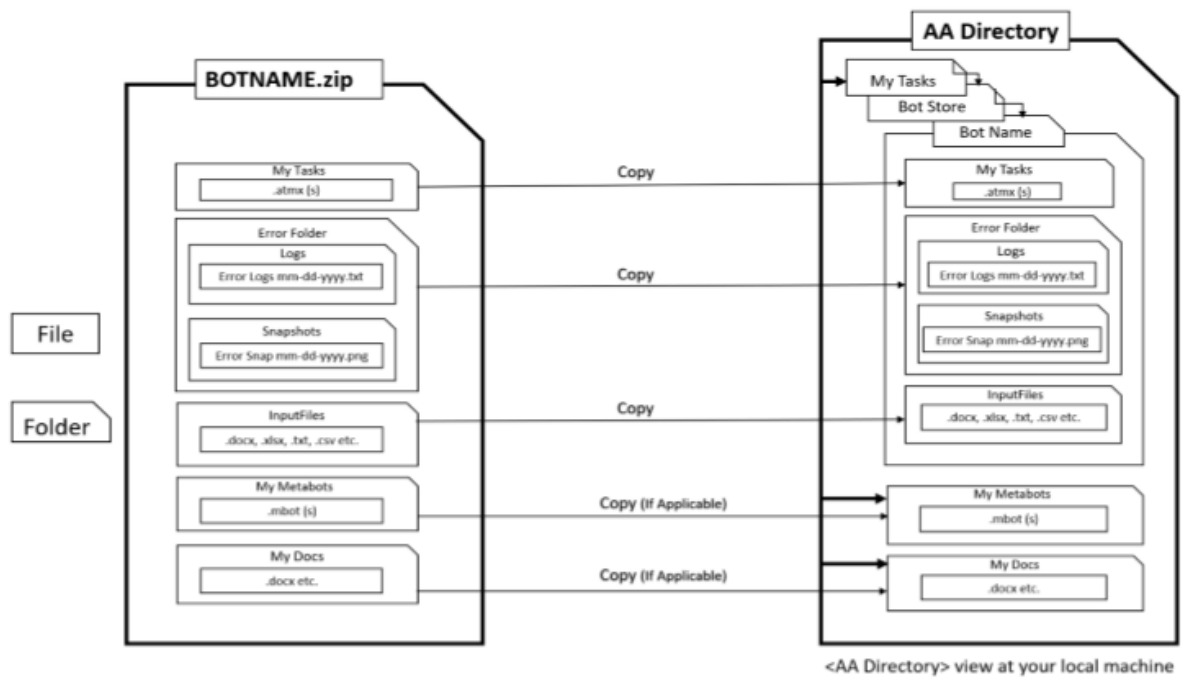 AA Directory
BOTNAME.zip
My Tasks
Bot Store
Bot Name
My Tasks
.atmx (s)
Copy
My Tasks
.atmx (s)
Error Folder
Logs
Error Logs mm-dd-yyyy.txt
Copy
Error Folder
Logs
Error Logs mm-dd-yyyy.txt
File
Snapshots
Error Snap mm-dd-yyyy.png
Snapshots
Error Snap mm-dd-yyyy.png
Folder
InputFiles
.docx, .xlsx, .txt, .csv etc.
Copy
InputFiles
.docx, .xlsx, .txt, .csv etc.
My Metabots
.mbot (s)
Copy (If Applicable)
My Metabots
.mbot (s)
My Docs
.docx etc.
Copy (If Applicable)
My Docs
.docx etc.
<AA Directory> view at your local machine